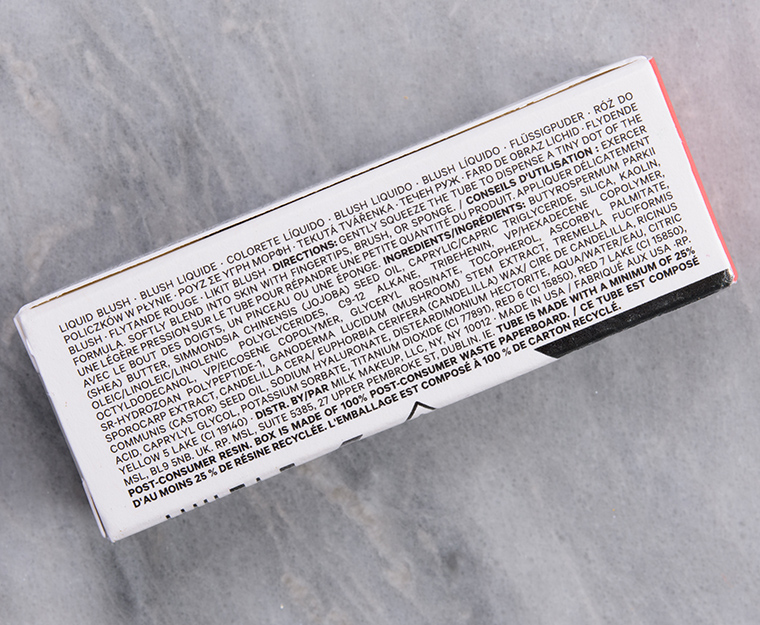 LIQUID BLUSH · BLUSH LIQUIDE · COLORETE LÍQUIDO · BLUSH LIQUIDO · BLUSH LÍQUIDO · FLÜSSIGPUDER · RÓŻ DO
POLICZKÓW W PŁYNIE · ΡΟΥΖ ΣΕ ΥΓΡΗ ΜΟΡΦΗ · TEKUTÁ TVÁŘENKA · ТЕЧЕН РУЖ · FARD DE OBRAZ LICHID · FLYDENDE
BLUSH · FLYTANDE ROUGE · LIKIT BLUSH · DIRECTIONS: GENTLY SQUEEZE THE TUBE TO DISPENSE A TINY DOT OF THE
FORMULA. SOFTLY BLEND INTO SKIN WITH FINGERTIPS, BRUSH, OR SPONGE. / CONSEILS D'UTILISATION : EXERCER
UNE LÉGÈRE PRESSION SUR LE TUBE POUR RÉPANDRE UNE PETITE QUANTITÉ DU PRODUIT. APPLIQUER DÉLICATEMENT
AVEC LE BOUT DES DOIGTS, UN PINCEAU OU UNE ÉPONGE. INGREDIENTS/INGRÉDIENTS: BUTYROSPERMUM PARKII
(SHEA) BUTTER, SIMMONDSIA CHINENSIS (JOJOBA) SEED OIL, CAPRYLIC/CAPRIC TRIGLYCERIDE, SILICA, KAOLIN,
OLEIC/LINOLEIC/LINOLENIC POLYGLYCERIDES, C9-12 ALKANE, TRIBEHENIN, VP/HEXADECENE COPOLYMER,
OCTYLDODECANOL, VP/EICOSENE COPOLYMER, GLYCERYL ROSINATE, TOCOPHEROL, ASCORBYL PALMITATE,
SR-HYDROZOAN POLYPEPTIDE-1, GANODERMA LUCIDUM (MUSHROOM) STEM EXTRACT, TREMELLA FUCIFORMIS
SPOROCARP EXTRACT, CANDELILLA CERA/ EUPHORBIA CERIFERA (CANDELILLA) WAX/ CIRE DE CANDELILLA, RICINUS
COMMUNIS (CASTOR) SEED OIL, SODIUM HYALURONATE, DISTEARDIMONIUM HECTORITE, AQUA/WATER/EAU, CITRIC
ACID, CAPRYLYL GLYCOL, POTASSIUM SORBATE, TITANIUM DIOXIDE (CI 77891), RED 6 (CI 15850), RED 7 LAKE (CI 15850),
YELLOW 5 LAKE (CI 19140) . DISTR. BY/PAR MILK MAKEUP, LLC, NY, NY 10012 · MADE IN USA / FABRIQUÉ AUX USA ·RP.
MSL, BL9 5NB, UK. RP. MSL, SUITE 5385, 27 UPPER PEMBROKE ST, DUBLIN, IE. TUBE IS MADE WITH A MINIMUM OF 25%
POST-CONSUMER RESIN. BOX IS MADE OF 100% POST-CONSUMER WASTE PAPERBOARD. / CE TUBE EST COMPOSÉ
D'AU MOINS 25 % DE RÉSINE RECYCLÉE. L'EMBALLAGE EST COMPOSÉ À 100 % DE CARTON RECYCLÉ.